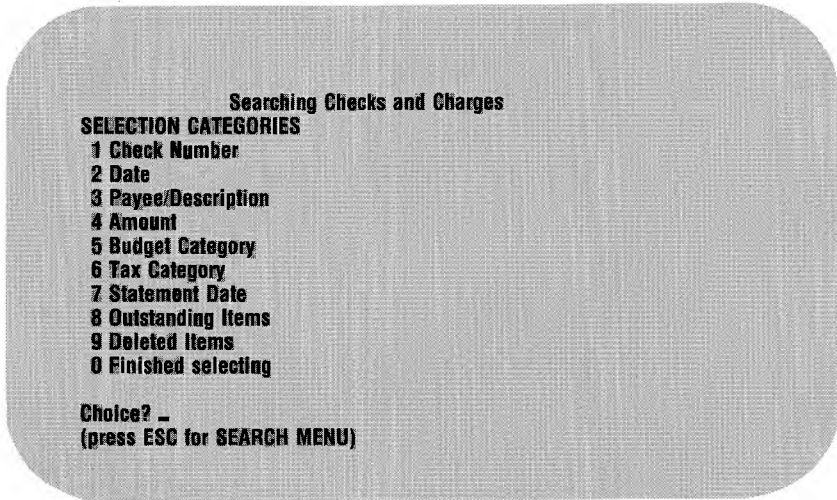 Searching Checks and Charges
SELECTION CATEGORIES
1 Check Number
2 Date
3 Payee/Description
4 Amount
5 Budget Category
6 Tax Category
7 Statement Date
8 Outstanding Items
9 Deleted Items
0 Finished selecting
Choice? _
(press ESC for SEARCH MENU)